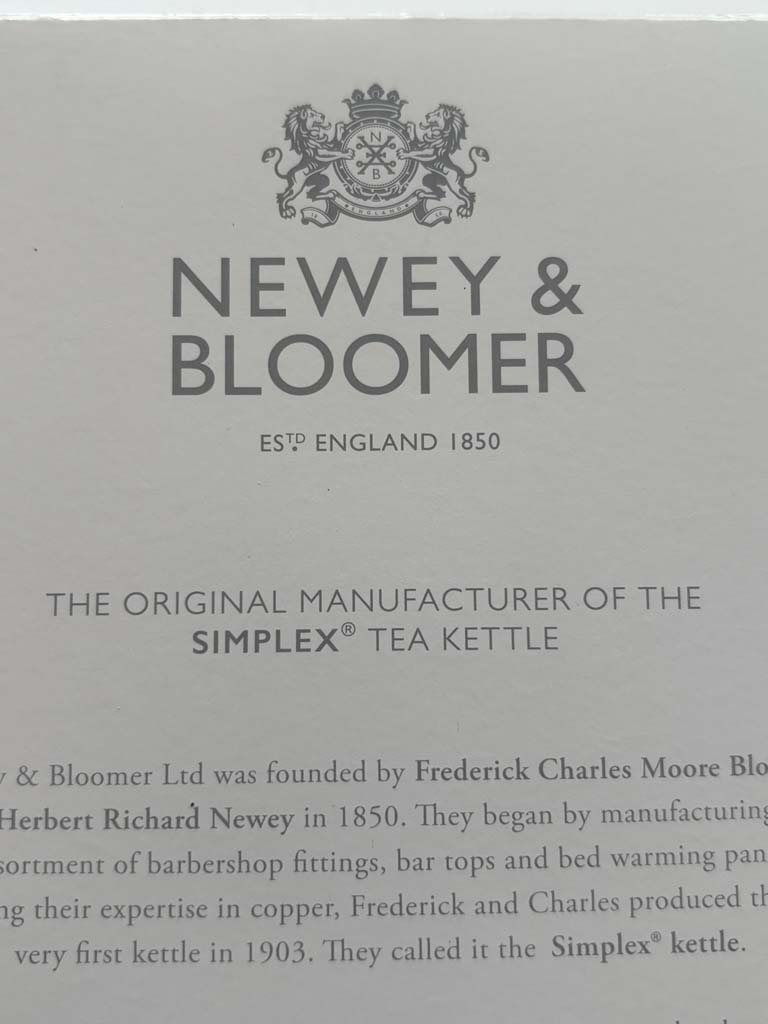 N
B
ENGLAND
NEWEY &
BLOOMER
ESTD ENGLAND 1850
THE ORIGINAL MANUFACTURER OF THE
SIMPLEX® TEA KETTLE
y & Bloomer Ltd was founded by Frederick Charles Moore Blo
Herbert Richard Newey in 1850. They began by manufacturing
sortment of barbershop fittings, bar tops and bed warming pan
ng their expertise in copper, Frederick and Charles produced th
very first kettle in 1903. They called it the Simplex® kettle.